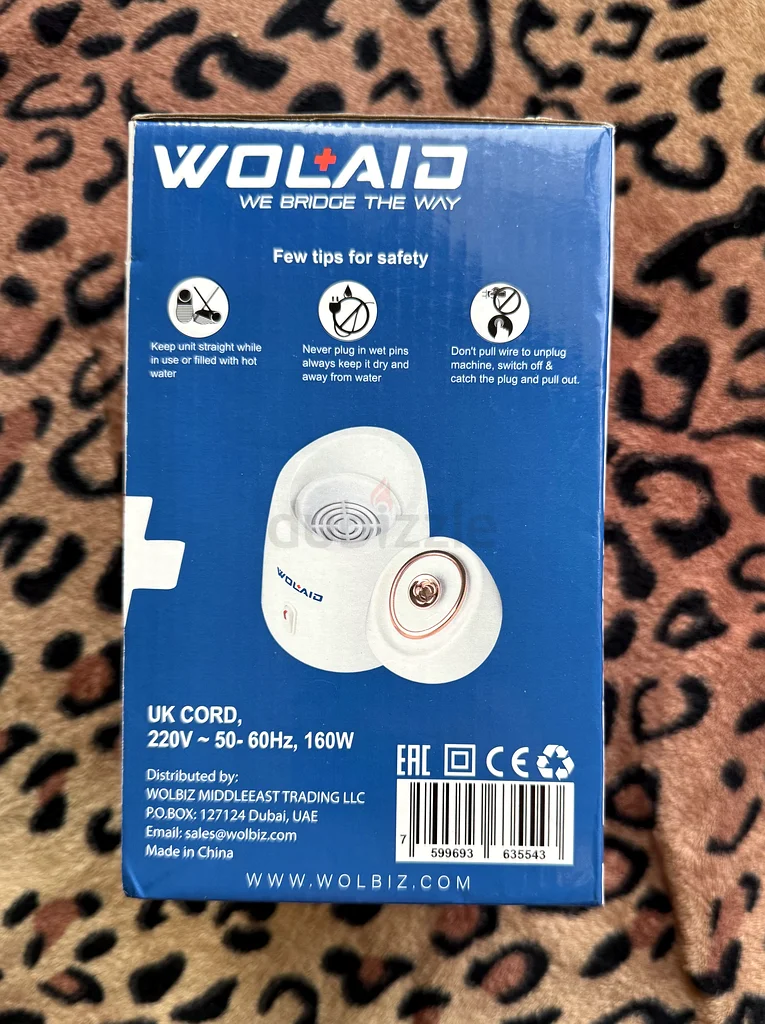 WOLAID
WE BRIDGE THE WAY
Few tips for safety
Keep unit straight while
in use or filled with hot
water
Never plug in wet pins
always keep it dry and
away from water
Don't pull wire to unplug
machine, switch off &
catch the plug and pull out.
dubizzle
WOLAID
UK CORD,
220V ~ 50- 60Hz, 160W
Distributed by:
WOLBIZ MIDDLEEAST TRADING LLC
P.O.BOX: 127124 Dubai, UAE
Email: sales@wolbiz.com
Made in China
EAC CE
7 599693 635543
WWW.WOLBIZ.COM